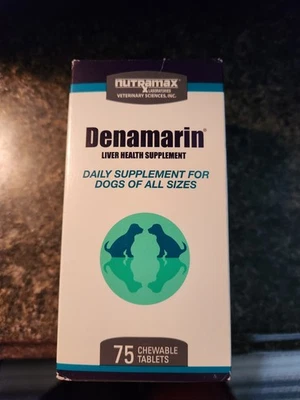 nutramax
LABORATORIES
VETERINARY SCIENCES, INC.
Denamarin®
LIVER HEALTH SUPPLEMENT
DAILY SUPPLEMENT FOR
DOGS OF ALL SIZES
75 CHEWABLE
TABLETS